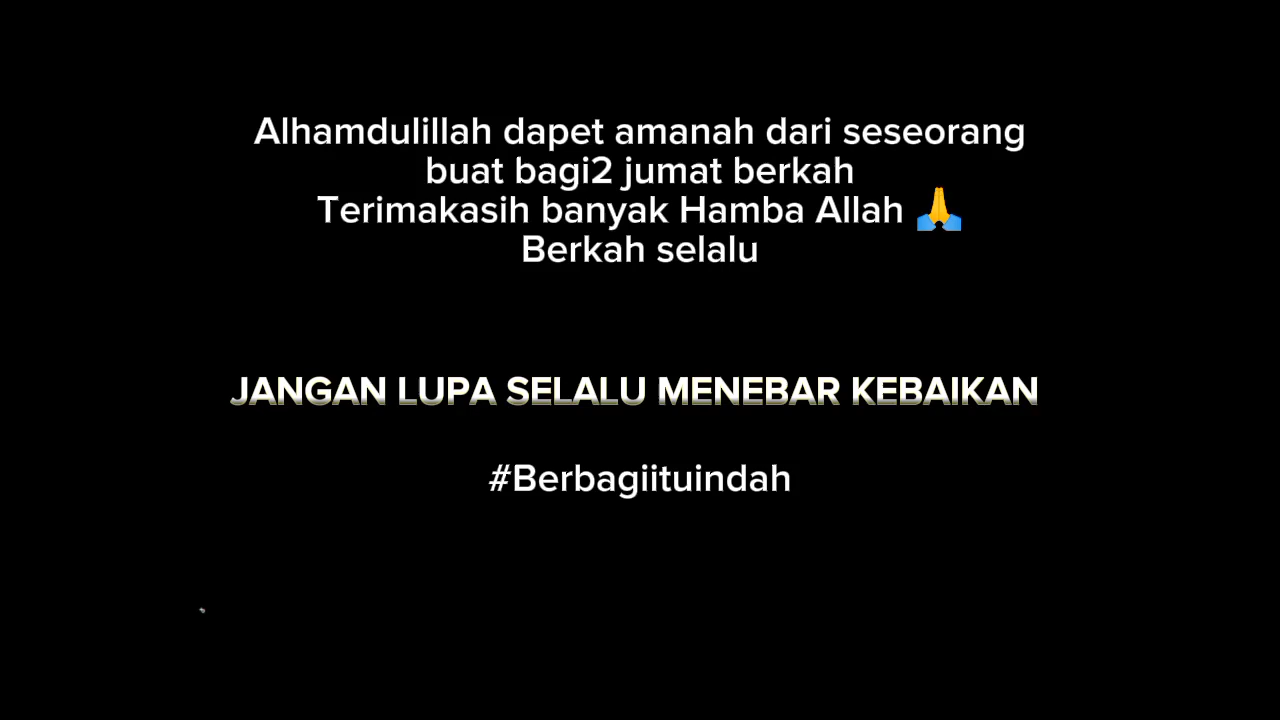 Alhamdulillah dapet amanah dari seseorang
buat bagi2 jumat berkah
Terimakasih banyak Hamba Allah 🙏
Berkah selalu
JANGAN LUPA SELALU MENEBAR KEBAIKAN
#Berbagiituindah